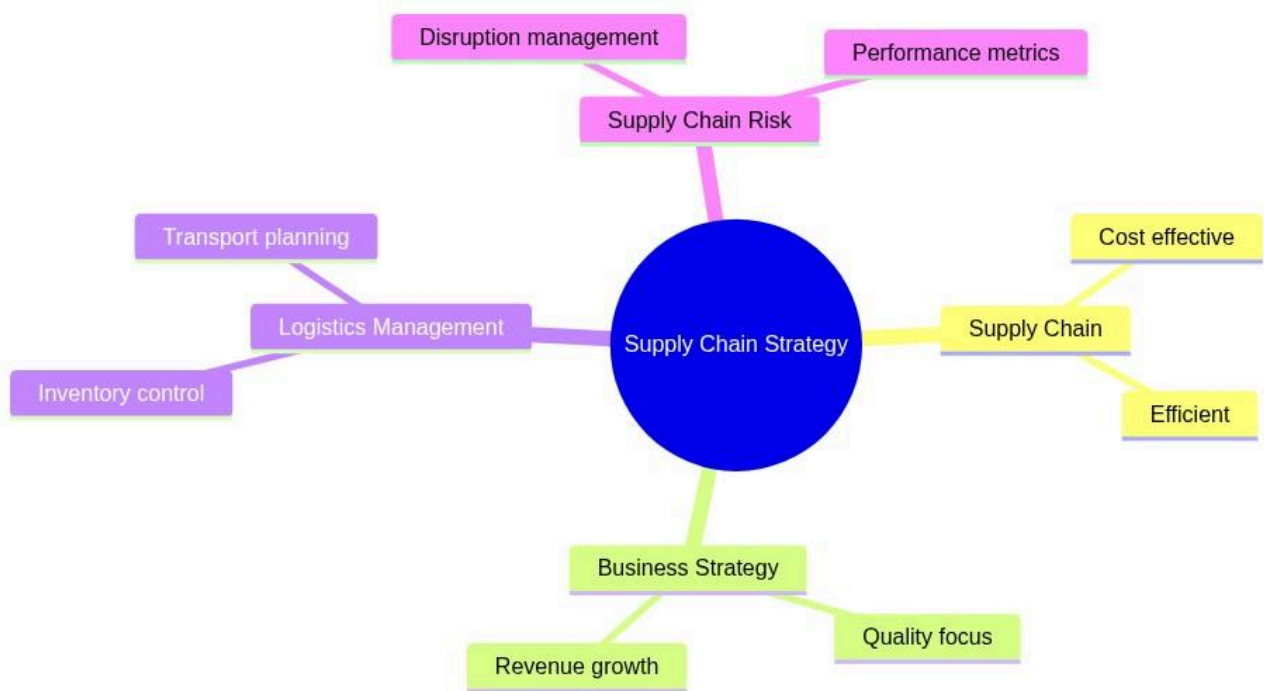 Disruption management
Performance metrics
Supply Chain Risk
Transport planning
Cost effective
Logistics Management
Supply Chain Strategy
Supply Chain
Inventory control
Efficient
Business Strategy
Quality focus
Revenue growth